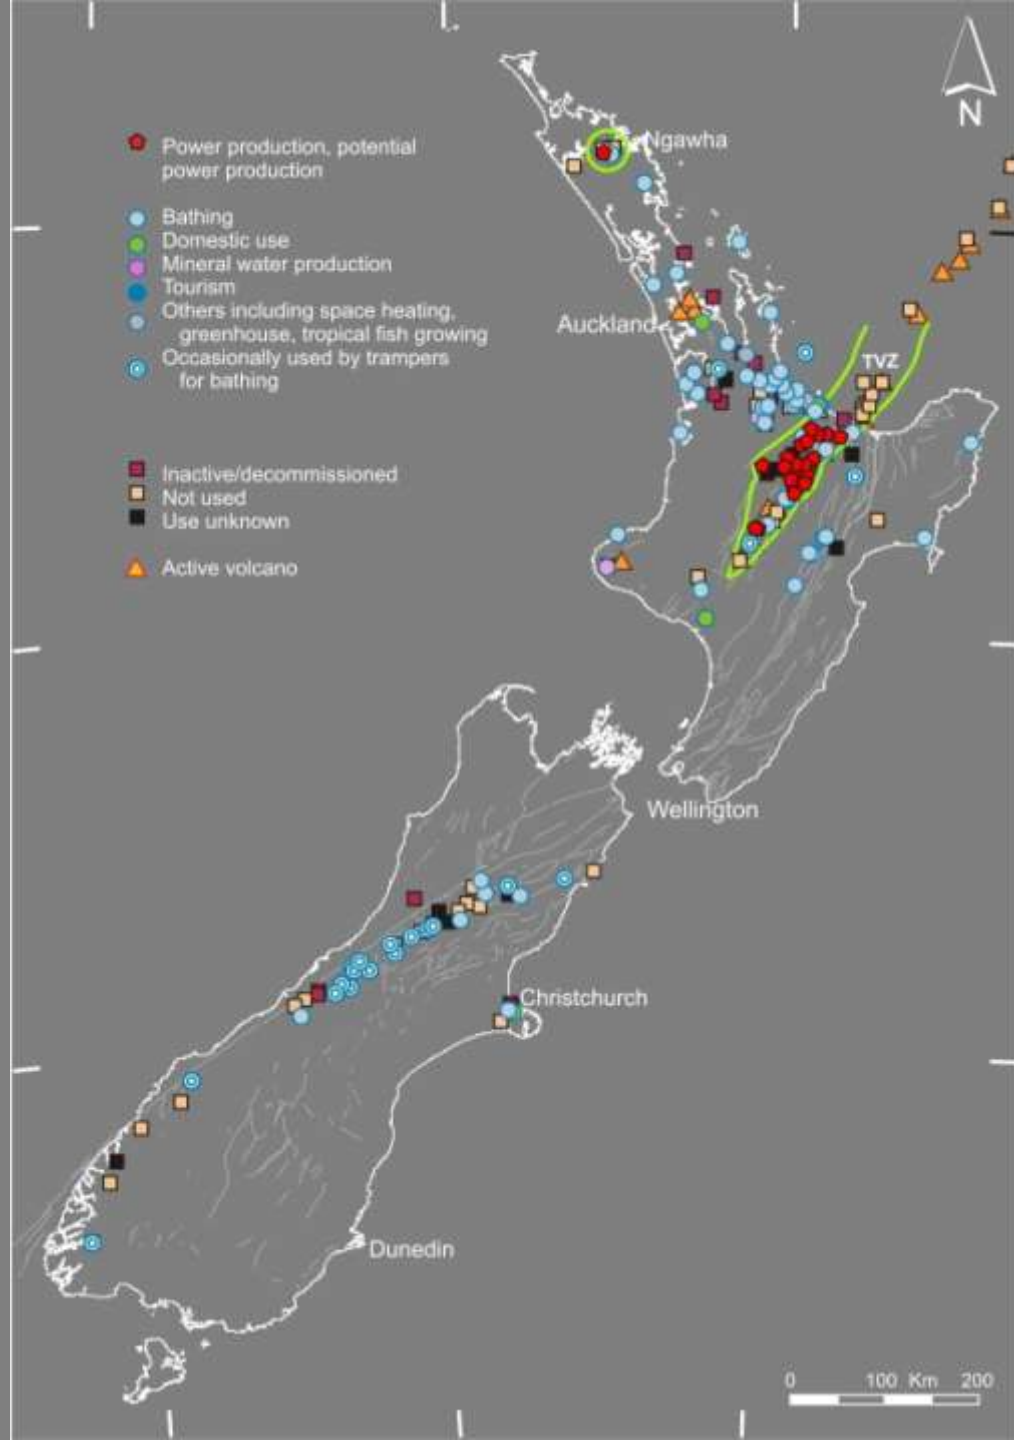 N
Ngawha
Power production, potential
power production
Bathing
Domestic use
Mineral water production
Tourism
Others including space heating,
greenhouse, tropical fish growing
Occasionally used by trampers
for bathing
Auckland
TVZ
Inactive/decommissioned
Not used
Use unknown
Active volcano
Wellington
Christchurch
Dunedin
0 100 Km 200